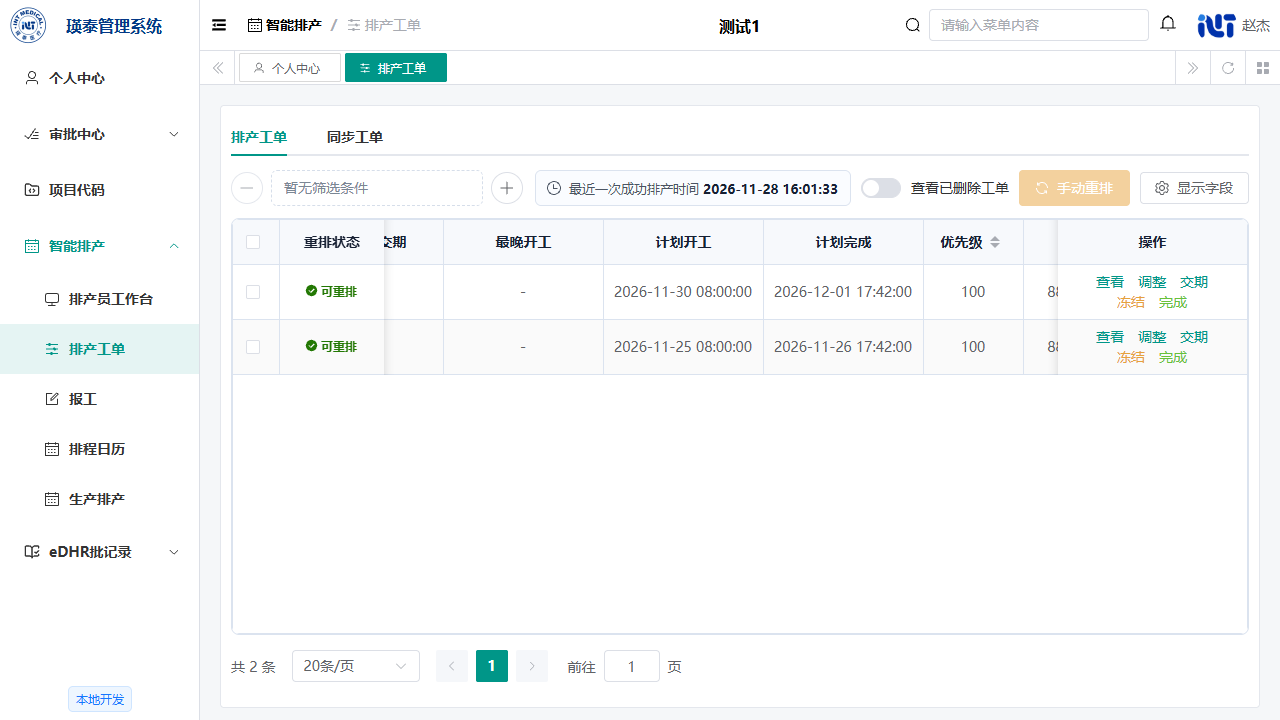 瑛泰管理系统
智能排产 / 排产工单
测试1
请输入菜单内容
赵杰
个人中心
排产工单
个人中心
审批中心
项目代码
智能排产
排产员工作台
排产工单
报工
排程日历
生产排产
eDHR批记录
本地开发
排产工单 同步工单
暂无筛选条件
最近一次成功排产时间 2026-11-28 16:01:33
查看已删除工单
手动重排
显示字段
重排状态 交期 最晚开工 计划开工 计划完成 优先级 操作
可重排 - 2026-11-30 08:00:00 2026-12-01 17:42:00 100 88 查看 调整 交期
冻结 完成
可重排 - 2026-11-25 08:00:00 2026-11-26 17:42:00 100 88 查看 调整 交期
冻结 完成
共 2 条 20条/页 1 前往 1 页